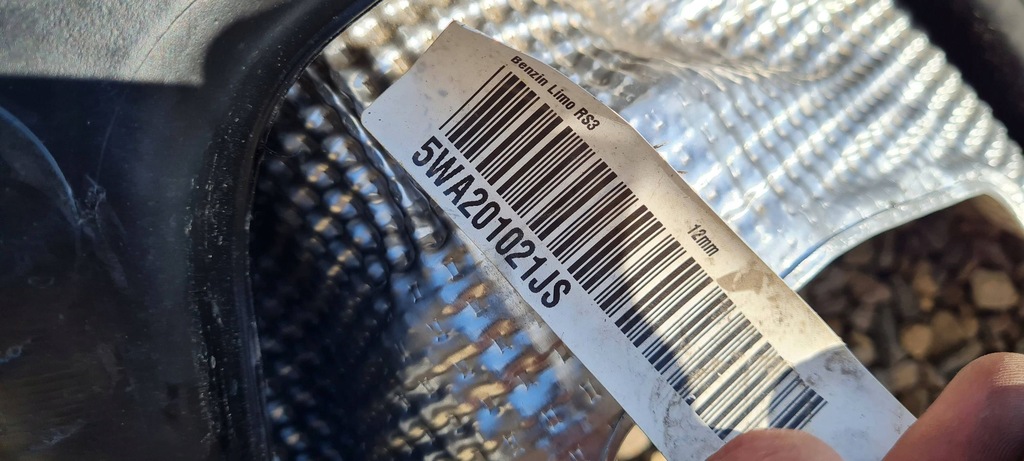 Benzin Limo RS3
12mm
5WA201021JS